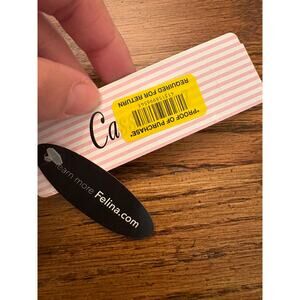 Ca
"PROOF OF PURCHASE"
REQUIRED FOR RETURN
earn more
Felina.com